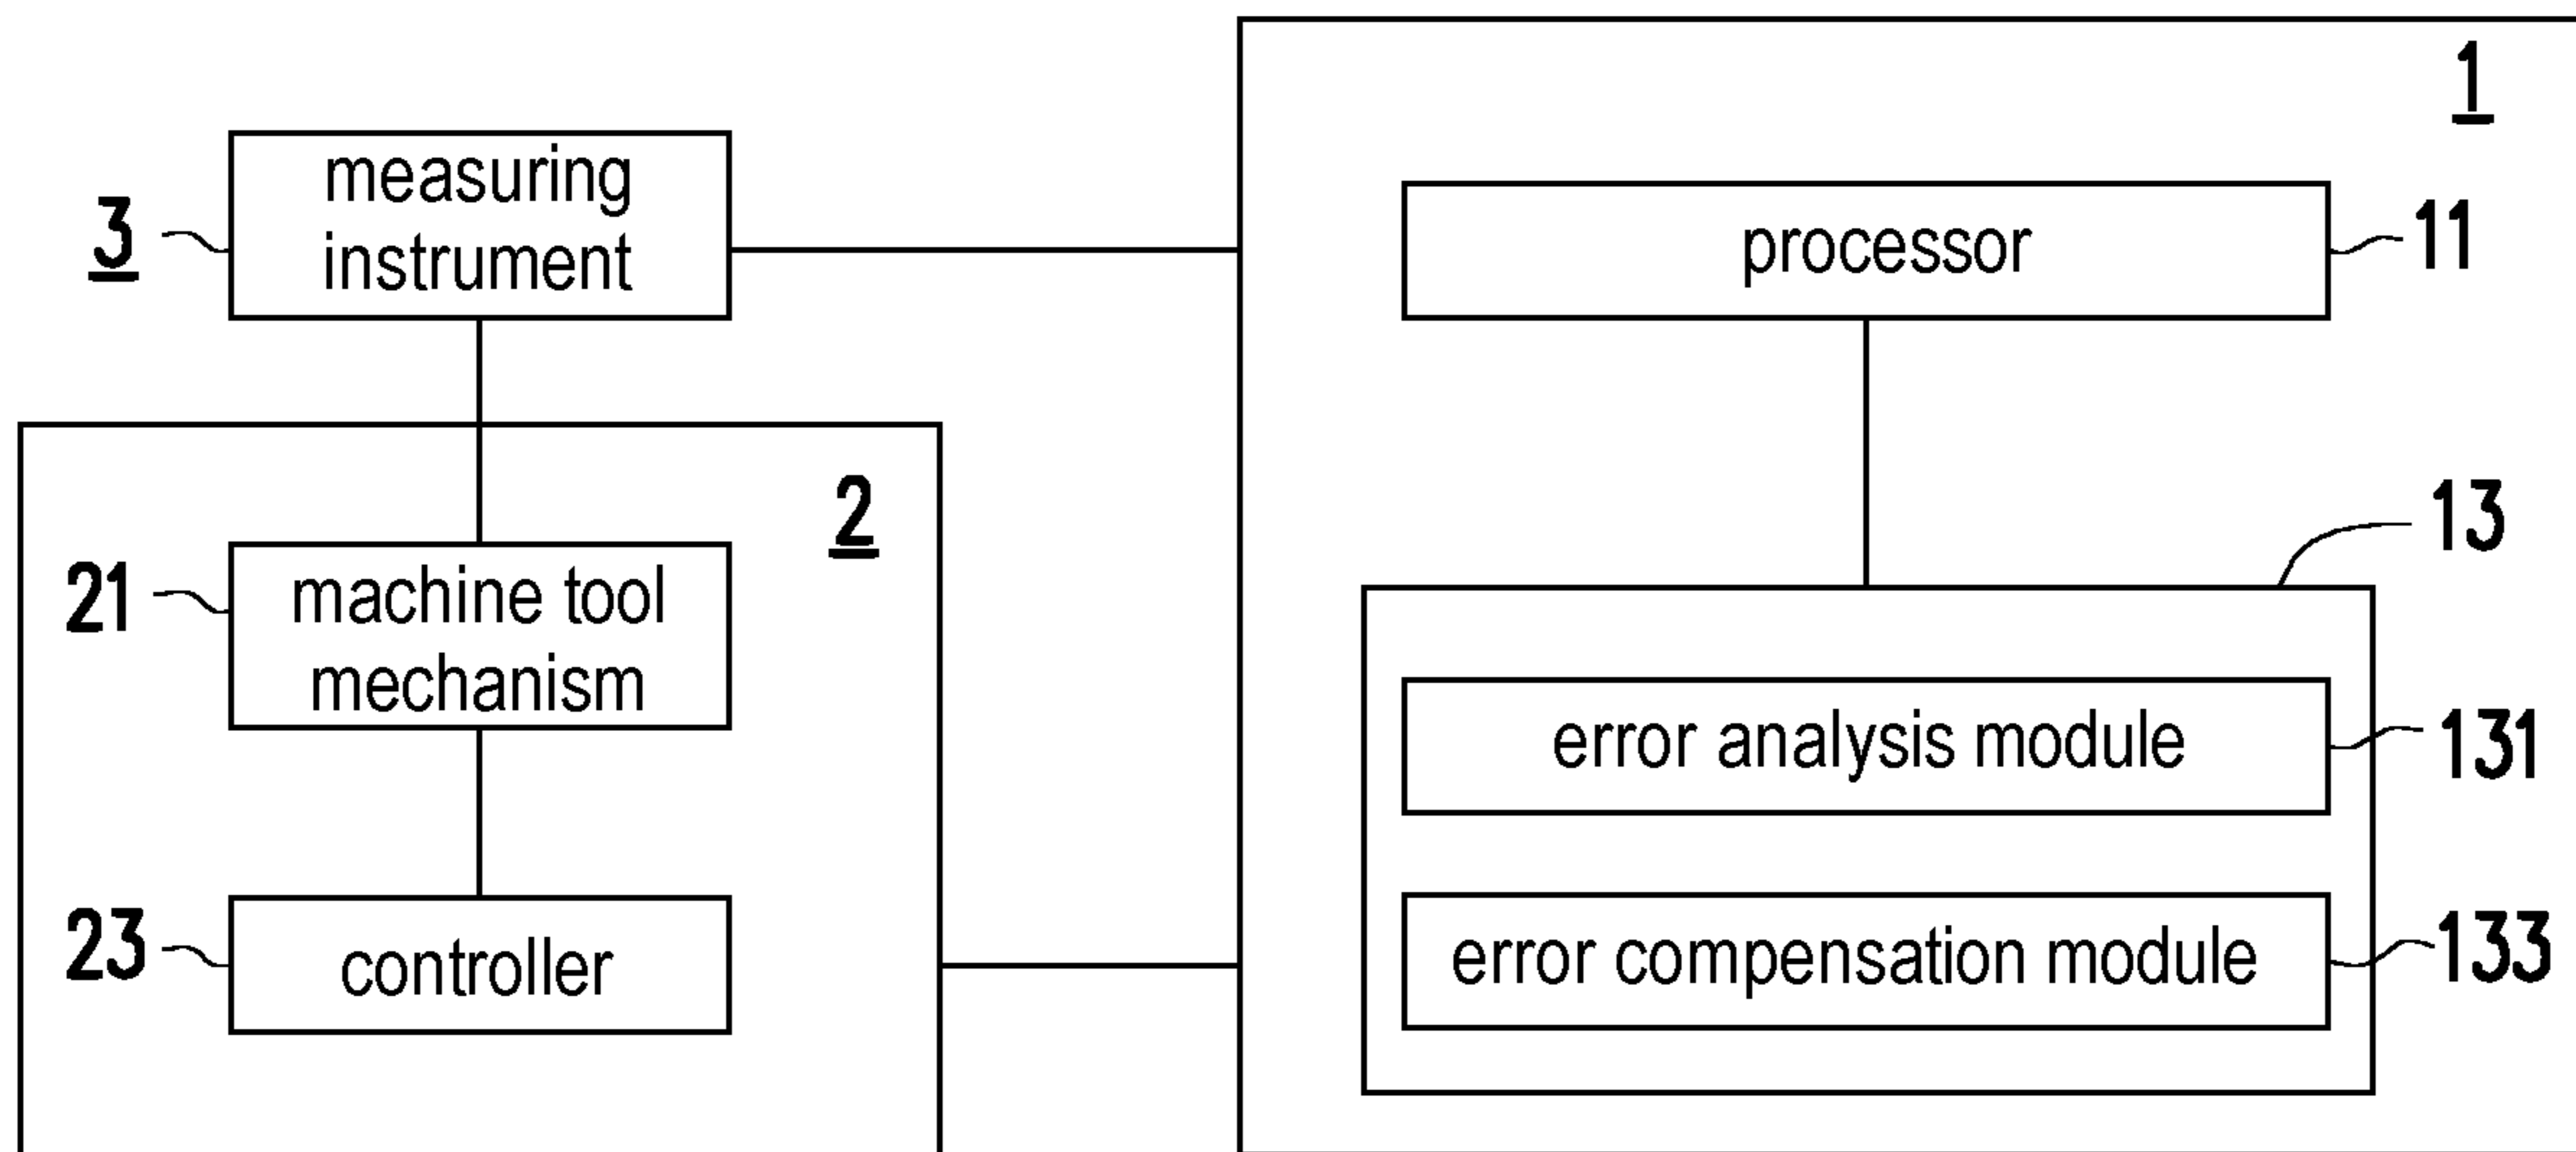 1
measuring
instrument
3
processor
11
2
21
machine tool
mechanism
13
error analysis module
131
23
controller
error compensation module
133